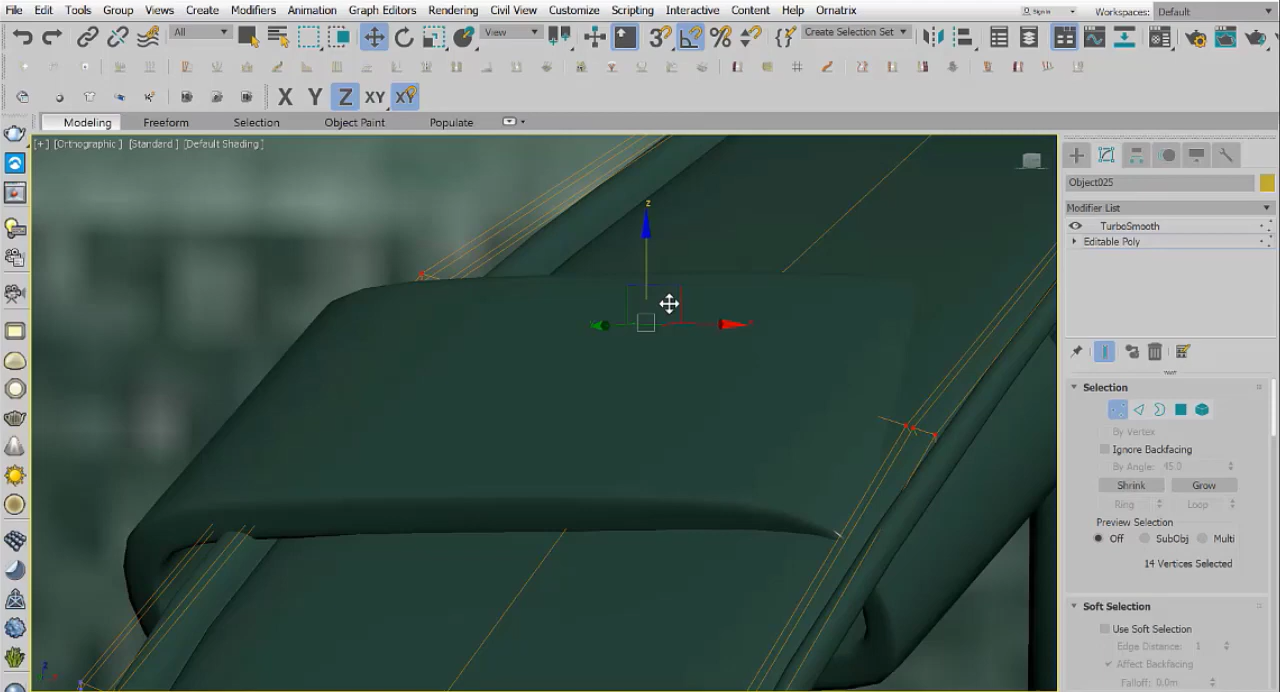 File Edit Tools Group Views Create Modifiers Animation Graph Editors Rendering Civil View Customize Scripting Interactive Content Help Ornatrix Sign In Workspaces: Default
All View 3 % Create Selection Set
X Y Z XY XY
Modeling Freeform Selection Object Paint Populate
[+] [Orthographic ] [Standard ] [Default Shading ]
Object025
Modifier List
TurboSmooth
Editable Poly
Selection
By Vertex
Ignore Backfacing
By Angle: 45.0
Shrink Grow
Ring Loop
Preview Selection
Off SubObj Multi
14 Vertices Selected
Soft Selection
Use Soft Selection
Edge Distance: 1
Affect Backfacing
Falloff: 0.0m
z
x
z